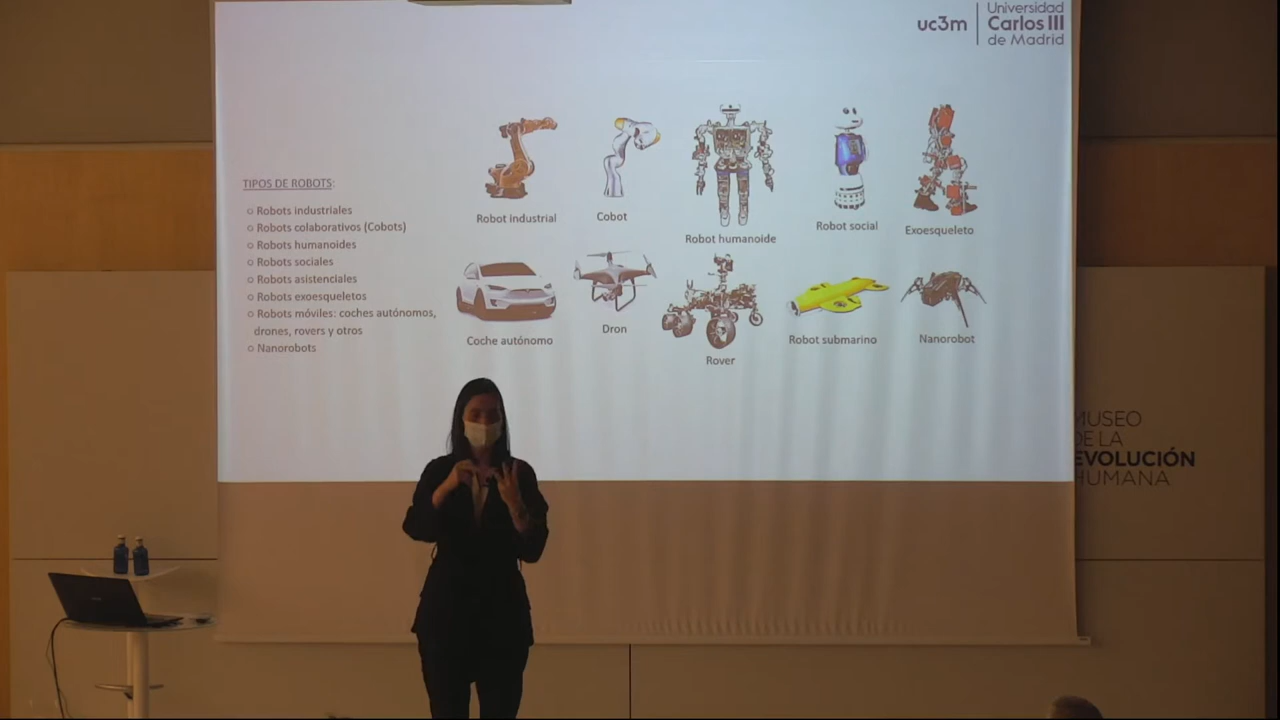 uc3m
Universidad
Carlos III
de Madrid
TIPOS DE ROBOTS:
○ Robots industriales
○ Robots colaborativos (Cobots)
○ Robots humanoides
○ Robots sociales
○ Robots asistenciales
○ Robots exoesqueletos
○ Robots móviles: coches autónomos,
drones, rovers y otros
○ Nanorobots
Robot industrial
Cobot
Robot humanoide
Robot social
Exoesqueleto
Coche autónomo
Dron
Rover
Robot submarino
Nanorobot
MUSEO
DE LA
EVOLUCIÓN
HUMANA